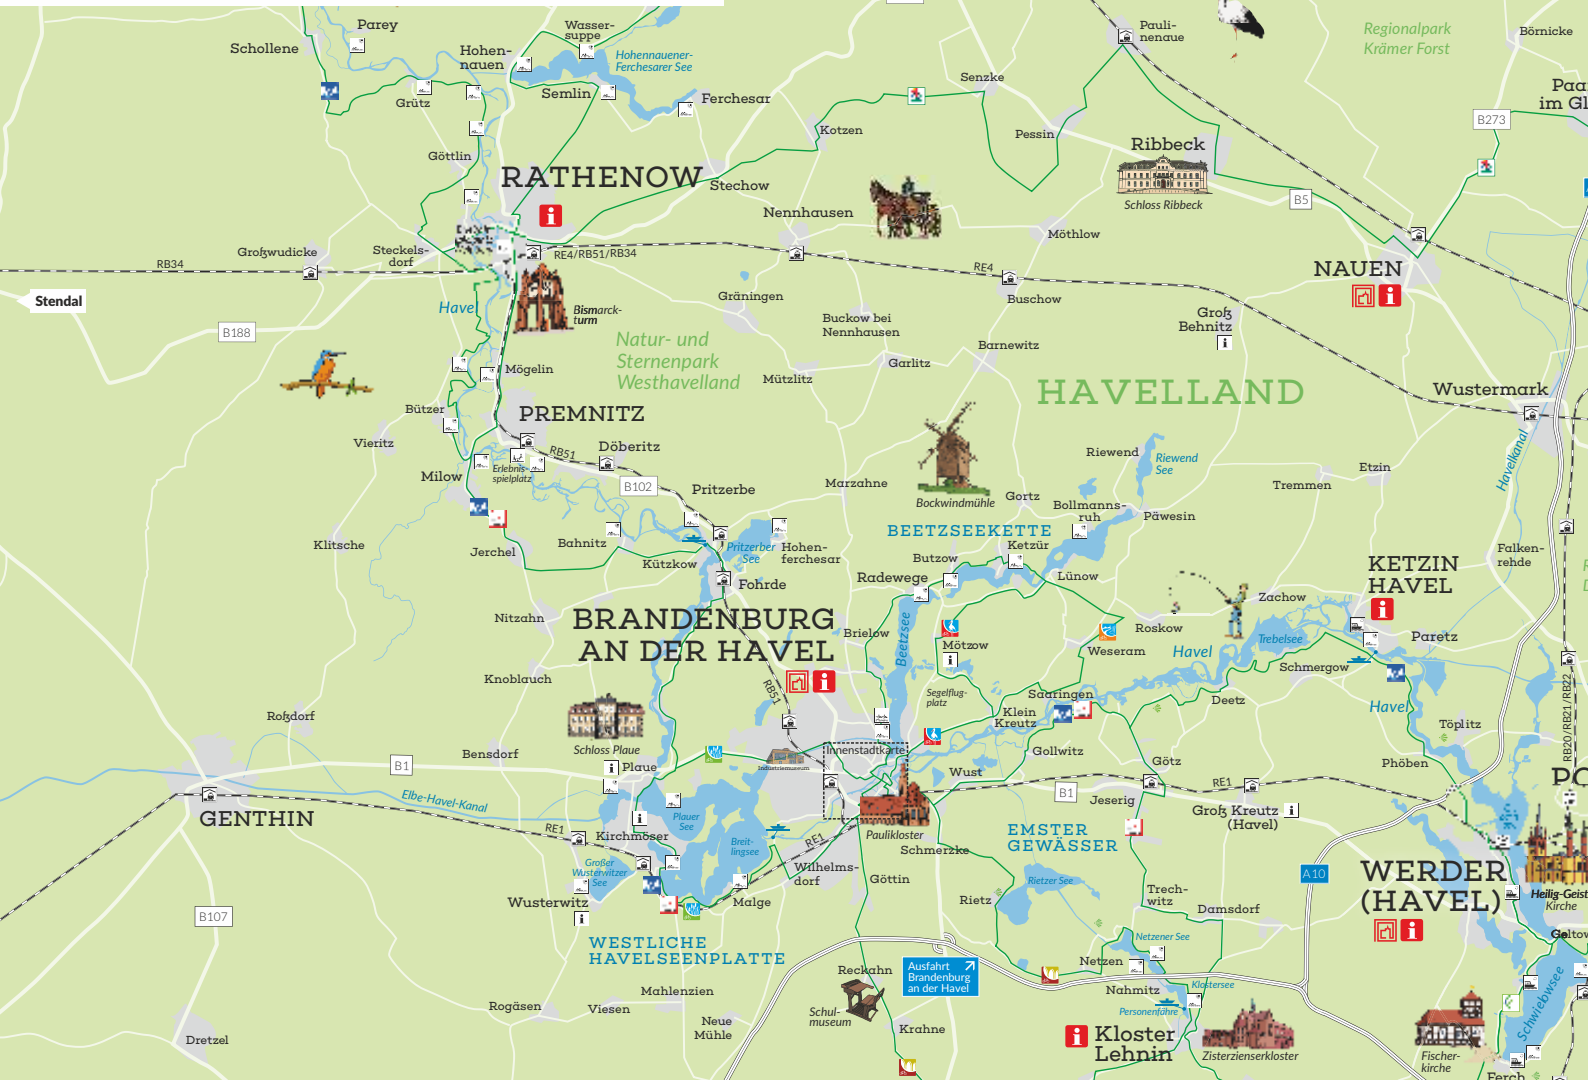 Parey
Schollene
Wasser-
suppe
Hohen-
nauen
Hohennauener-
Ferchesarer See
Semlin
Ferchesar
Grütz
Göttlin
Pauli-
nenaue
Senzke
Pessin
Kotzen
Regionalpark
Krämer Forst
Börnicke
Paa
im Gl
B273
RATHENOW
Stechow
Nennhausen
Ribbeck
Schloss Ribbeck
B5
Möthlow
NAUEN
Großwudicke
Steckels-
dorf
RB34
RE4/RB51/RB34
RE4
Stendal
Havel
Bismarck-
turm
Gräningen
Buschow
Buckow bei
Nennhausen
Groß
Behnitz
B188
Natur- und
Sternenpark
Westhavelland
Barnewitz
Garlitz
Mützlitz
Mögelin
HAVELLAND
Wustermark
Bützer
PREMNITZ
Vieritz
Döberitz
RB51
Erlebnis-
spielplatz
Milow
B102
Pritzerbe
Marzahne
Bockwindmühle
Riewend
Riewend
See
Gortz
Bollmanns-
ruh
Päwesin
Tremmen
Etzin
Havelkanal
BEETZSEEKETTE
Ketzür
Klitsche
Jerchel
Bahnitz
Kützkow
Pritzerber
See
Hohen-
ferchesar
Fohrde
Butzow
Radewege
Lünow
Falken-
rehde
KETZIN
HAVEL
Zachow
Nitzahn
BRANDENBURG
AN DER HAVEL
Brielow
Beetzsee
Mötzow
Roskow
Weseram
Trebelsee
Paretz
Havel
Schmergow
Knoblauch
RB51
Segelflug-
platz
Saaringen
Klein
Kreutz
Deetz
Havel
Töplitz
RB20/RB21/RB22
Roßdorf
Schloss Plaue
Bensdorf
B1
Plaue
Innenstadtkarte
Industriemuseum
Gollwitz
Wust
Götz
Phöben
PO
Elbe-Havel-Kanal
GENTHIN
RE1
Kirchmöser
Plauer
See
Breit-
lingsee
RE1
Paulikloster
B1
Jeserig
RE1
Groß Kreutz
(Havel)
EMSTER
GEWÄSSER
Schmerzke
Großer
Wusterwitzer
See
Wusterwitz
Wilhelms-
dorf
Göttin
Malge
Rietzer See
Rietz
Trech-
witz
Damsdorf
A10
WERDER
(HAVEL)
Heilig-Geist
Kirche
Geltow
B107
WESTLICHE
HAVELSEENPLATTE
Netzener See
Netzen
Ausfahrt
Brandenburg
an der Havel
Reckahn
Nahmitz
Klostersee
Personenfähre
Schul-
museum
Mahlenzien
Rogäsen
Viesen
Neue
Mühle
Krahne
Kloster
Lehnin
Zisterzienserkloster
Schwielowsee
Fischer-
kirche
Ferch
Dretzel